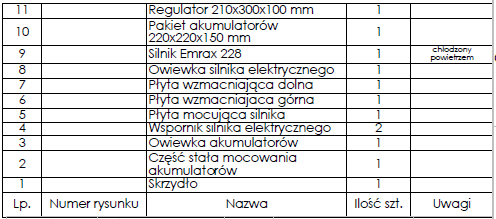 11 Regulator 210x300x100 mm 1
10 Pakiet akumulatorów 220x220x150 mm 1
9 Silnik Emrax 228 1 chłodzony powietrzem
8 Owiewka silnika elektrycznego 1
7 Płyta wzmacniająca dolna 1
6 Płyta wzmacniaca górna 1
5 Płyta mocująca silnika 1
4 Wspornik silnika elektrycznego 2
3 Owiewka akumulatorów 1
2 Część stała mocowania akumulatorów 1
1 Skrzydło 1
Lp. Numer rysunku Nazwa Ilość szt. Uwagi